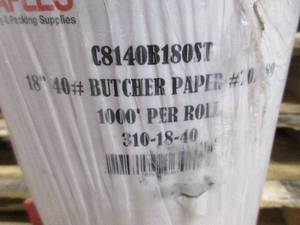 & Packing Supplies
C8140B180ST
18" 40# BUTCHER PAPER
1000' PER ROLL
310-18-40